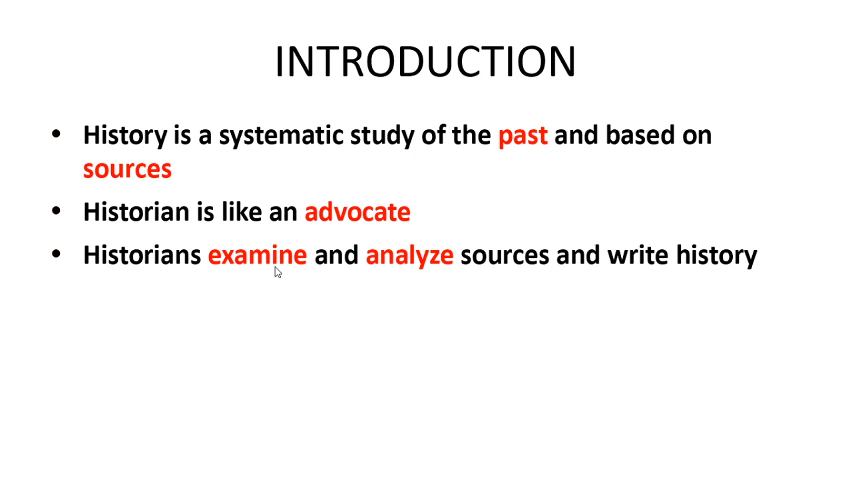 INTRODUCTION
• History is a systematic study of the past and based on
sources
• Historian is like an advocate
• Historians examine and analyze sources and write history